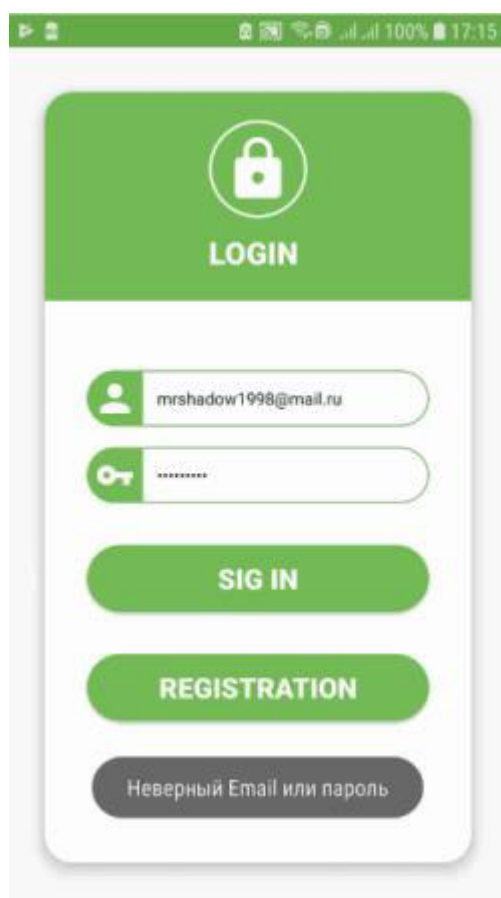 100% 17:15
LOGIN
mrshadow1998@mail.ru
•••••••••
SIG IN
REGISTRATION
Неверный Email или пароль